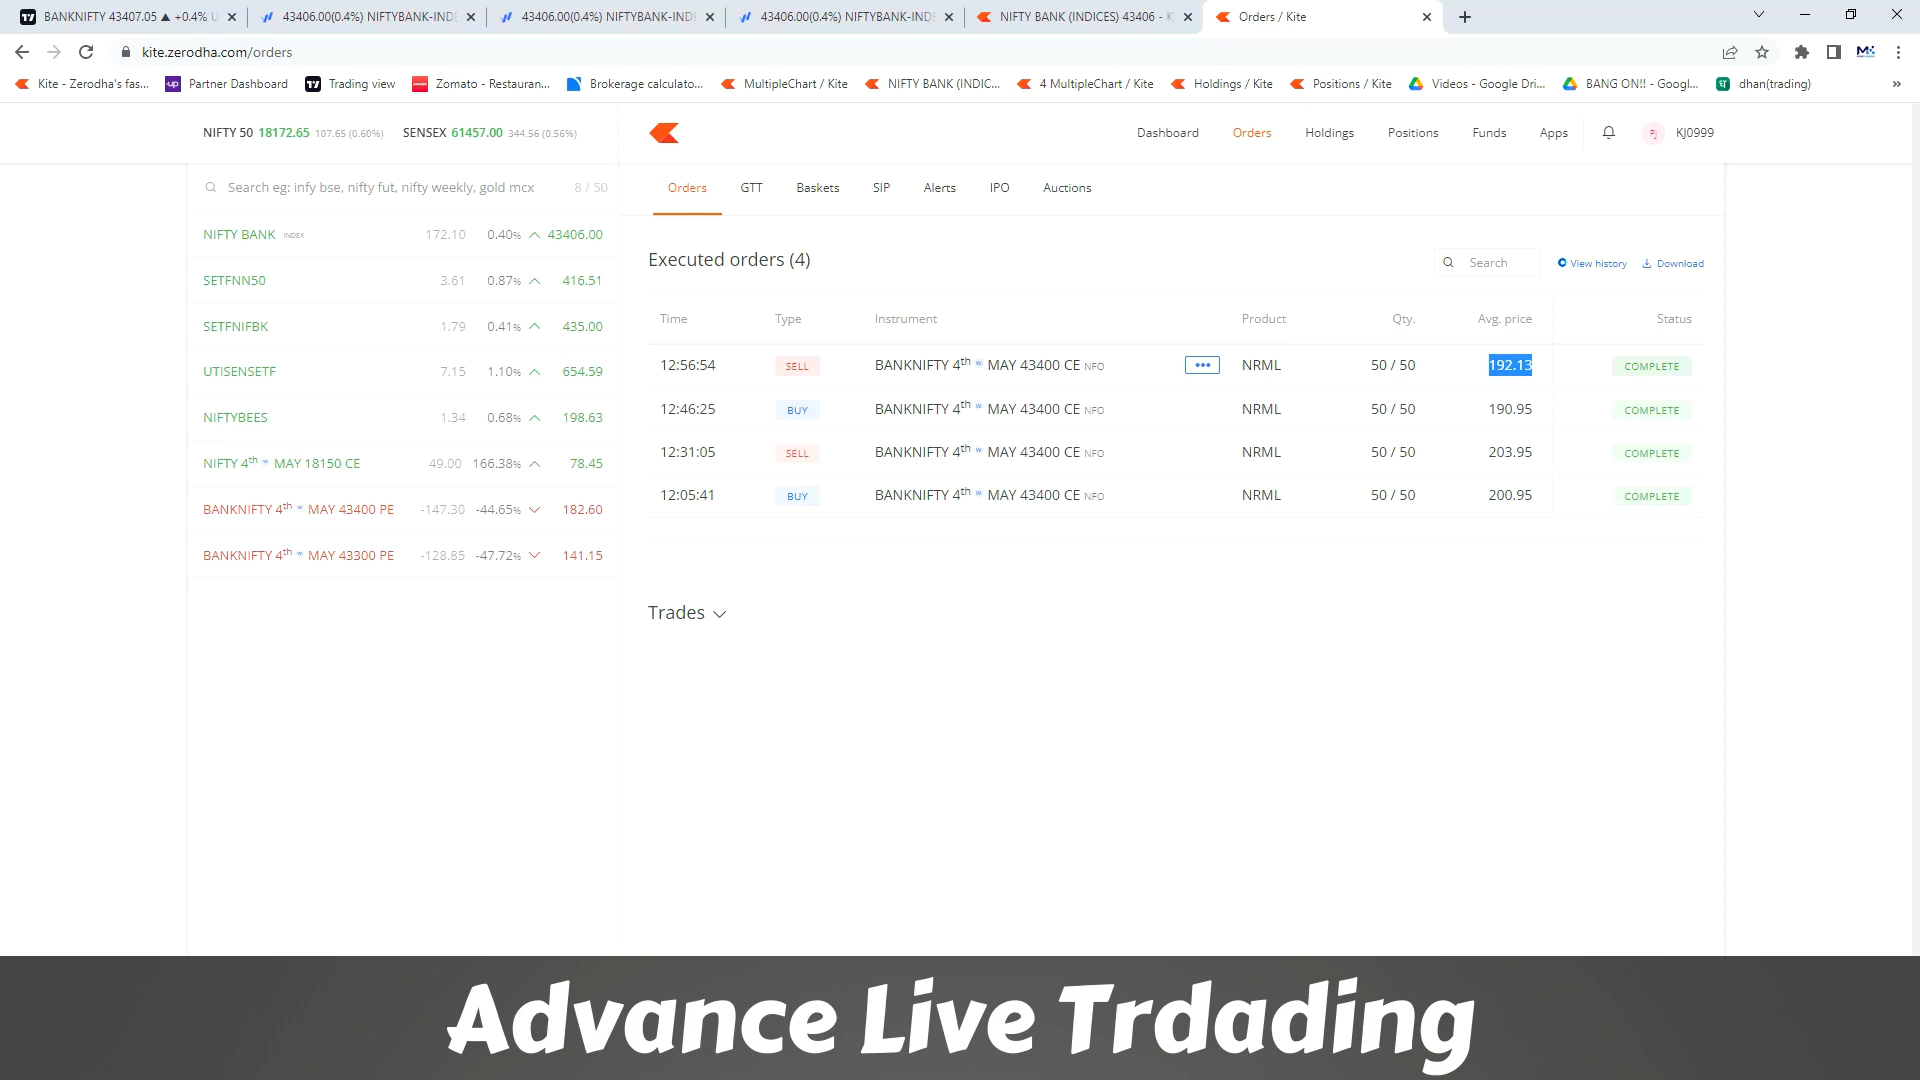 BANKNIFTY 43407.05 ▲ +0.4% U
43406.00(0.4%) NIFTYBANK-INDE
43406.00(0.4%) NIFTYBANK-INDE
43406.00(0.4%) NIFTYBANK-INDE
NIFTY BANK (INDICES) 43406 - K
Orders / Kite
kite.zerodha.com/orders
Kite - Zerodha's fas...
Partner Dashboard
Trading view
Zomato - Restauran...
Brokerage calculato...
MultipleChart / Kite
NIFTY BANK (INDIC...
4 MultipleChart / Kite
Holdings / Kite
Positions / Kite
Videos - Google Dri...
BANG ON!! - Googl...
dhan(trading)
NIFTY 50 18172.65 107.65 (0.60%) SENSEX 61457.00 344.56 (0.56%)
Dashboard Orders Holdings Positions Funds Apps PJ KJ0999
Search eg: infy bse, nifty fut, nifty weekly, gold mcx 8 / 50
NIFTY BANK INDEX 172.10 0.40% 43406.00
SETFNN50 3.61 0.87% 416.51
SETFNIFBK 1.79 0.41% 435.00
UTISENSETF 7.15 1.10% 654.59
NIFTYBEES 1.34 0.68% 198.63
NIFTY 4th w MAY 18150 CE 49.00 166.38% 78.45
BANKNIFTY 4th w MAY 43400 PE -147.30 -44.65% 182.60
BANKNIFTY 4th w MAY 43300 PE -128.85 -47.72% 141.15
Orders GTT Baskets SIP Alerts IPO Auctions
Executed orders (4) Search View history Download
Time Type Instrument Product Qty. Avg. price Status
12:56:54 SELL BANKNIFTY 4th w MAY 43400 CE NFO ••• NRML 50 / 50 192.13 COMPLETE
12:46:25 BUY BANKNIFTY 4th w MAY 43400 CE NFO NRML 50 / 50 190.95 COMPLETE
12:31:05 SELL BANKNIFTY 4th w MAY 43400 CE NFO NRML 50 / 50 203.95 COMPLETE
12:05:41 BUY BANKNIFTY 4th w MAY 43400 CE NFO NRML 50 / 50 200.95 COMPLETE
Trades
Advance Live Trdading